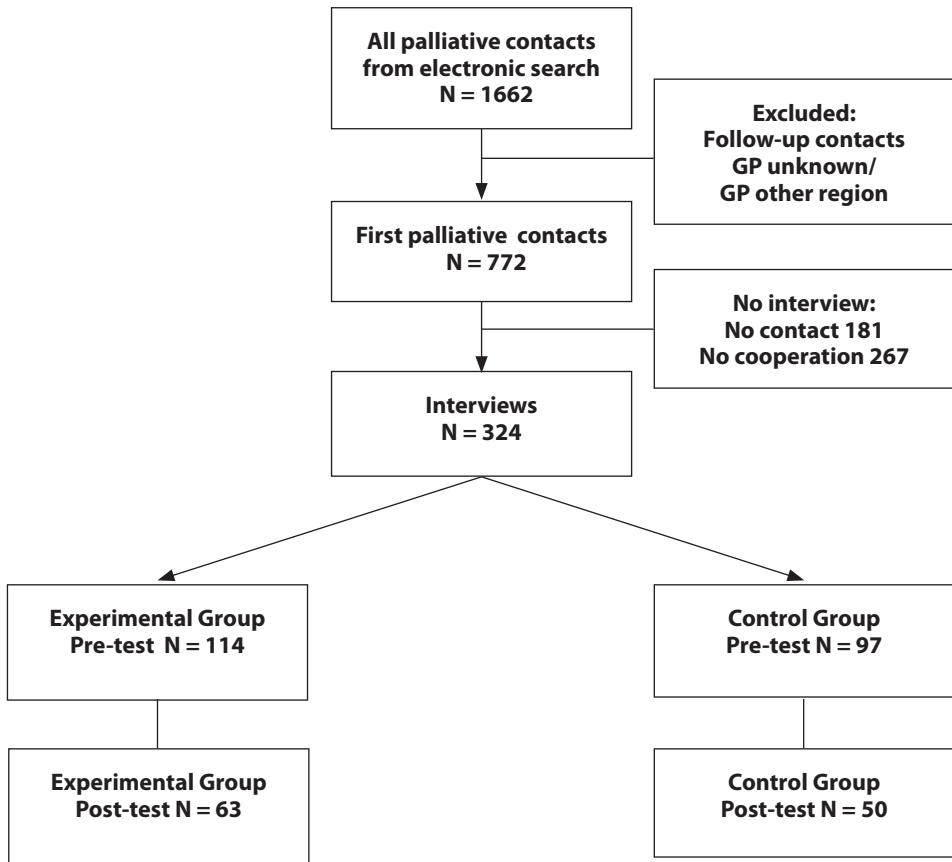 All palliative contacts
from electronic search
N = 1662
Excluded:
Follow-up contacts
GP unknown/
GP other region
First palliative contacts
N = 772
No interview:
No contact 181
No cooperation 267
Interviews
N = 324
Experimental Group
Pre-test N = 114
Control Group
Pre-test N = 97
Experimental Group
Post-test N = 63
Control Group
Post-test N = 50